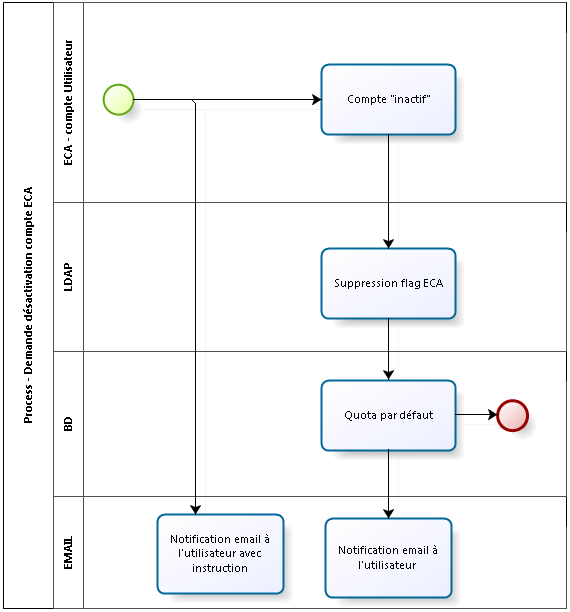 Process - Demande désactivation compte ECA
ECA - compte Utilisateur
Compte "inactif"
LDAP
Suppression flag ECA
BD
Quota par défaut
EMAIL
Notification email à
l'utilisateur avec
instruction
Notification email à
l'utilisateur